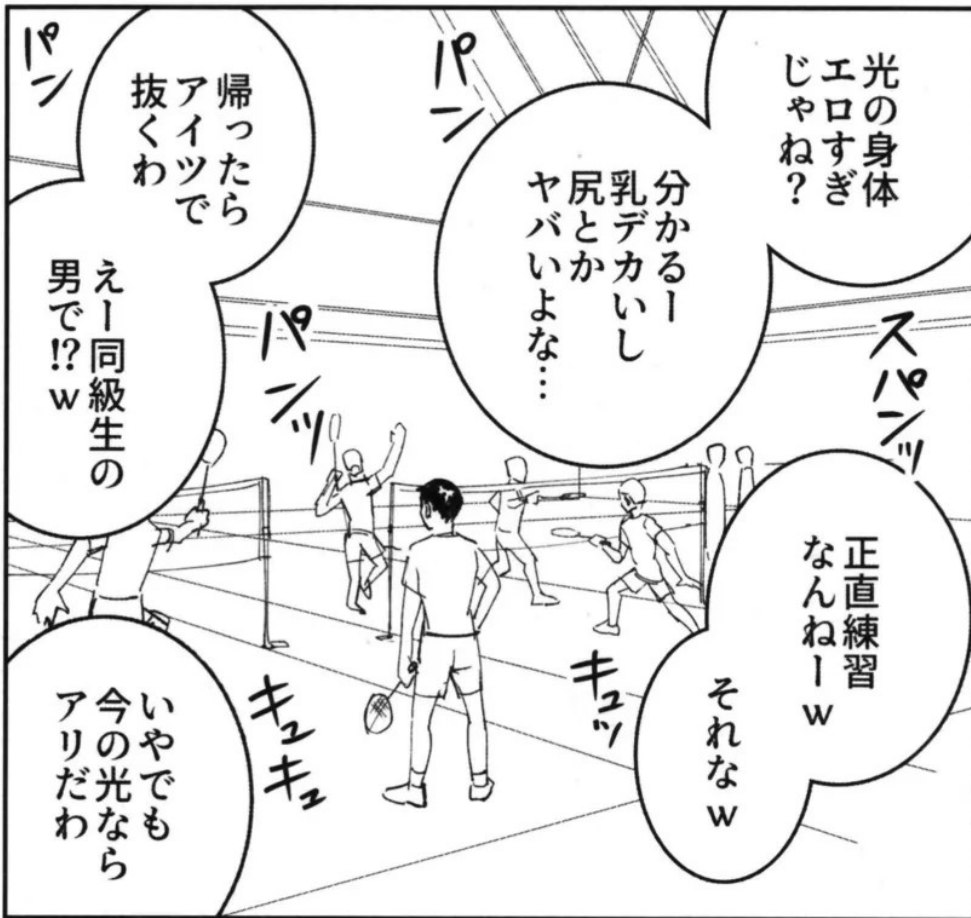 光の身体
エロすぎ
じゃね?
分かるー
乳デカいし
尻とか
ヤバいよな…
帰ったら
アイツで
抜くわ
えー同級生の
男で!?w
正直練習
なんねーw
それなw
いやでも
今の光なら
アリだわ
パン
パン
パンッ
スパンッ
キュッ
キュキュ